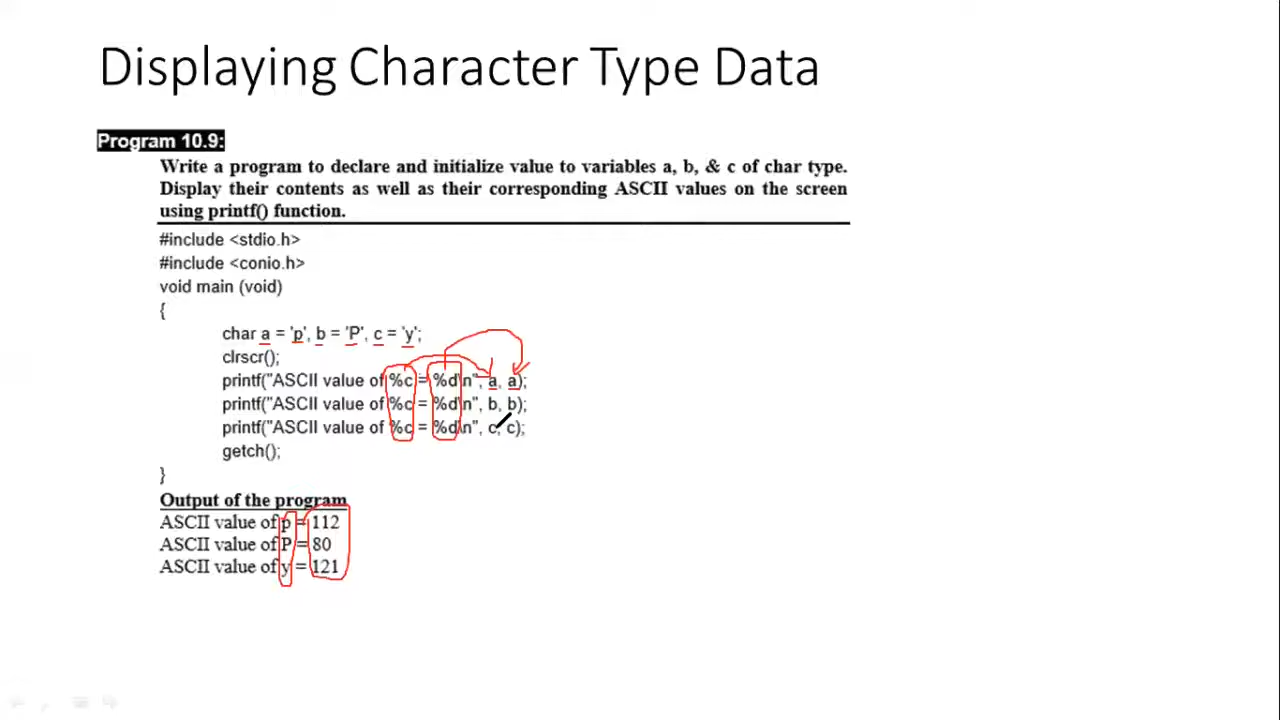 Displaying Character Type Data
Program 10.9:
Write a program to declare and initialize value to variables a, b, & c of char type.
Display their contents as well as their corresponding ASCII values on the screen
using printf() function.
#include <stdio.h>
#include <conio.h>
void main (void)
{
char a = 'p', b = 'P', c = 'y';
clrscr();
printf("ASCII value of %c = %d\n", a, a);
printf("ASCII value of %c = %d\n", b, b);
printf("ASCII value of %c = %d\n", c, c);
getch();
}
Output of the program
ASCII value of p = 112
ASCII value of P = 80
ASCII value of y = 121